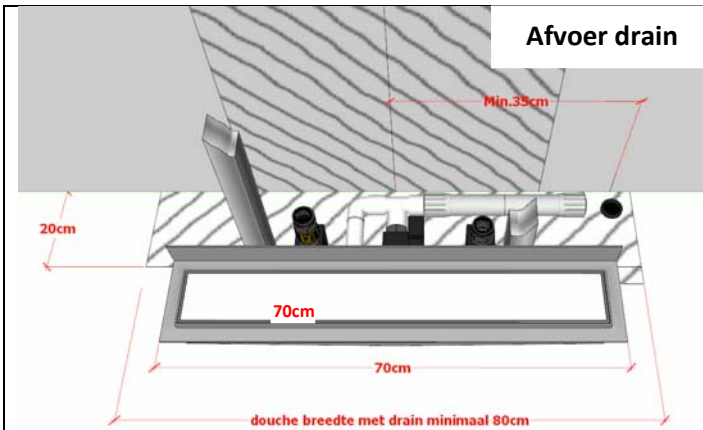 Afvoer drain
Min.35cm
20cm
70cm
70cm
douche breedte met drain minimaal 80cm